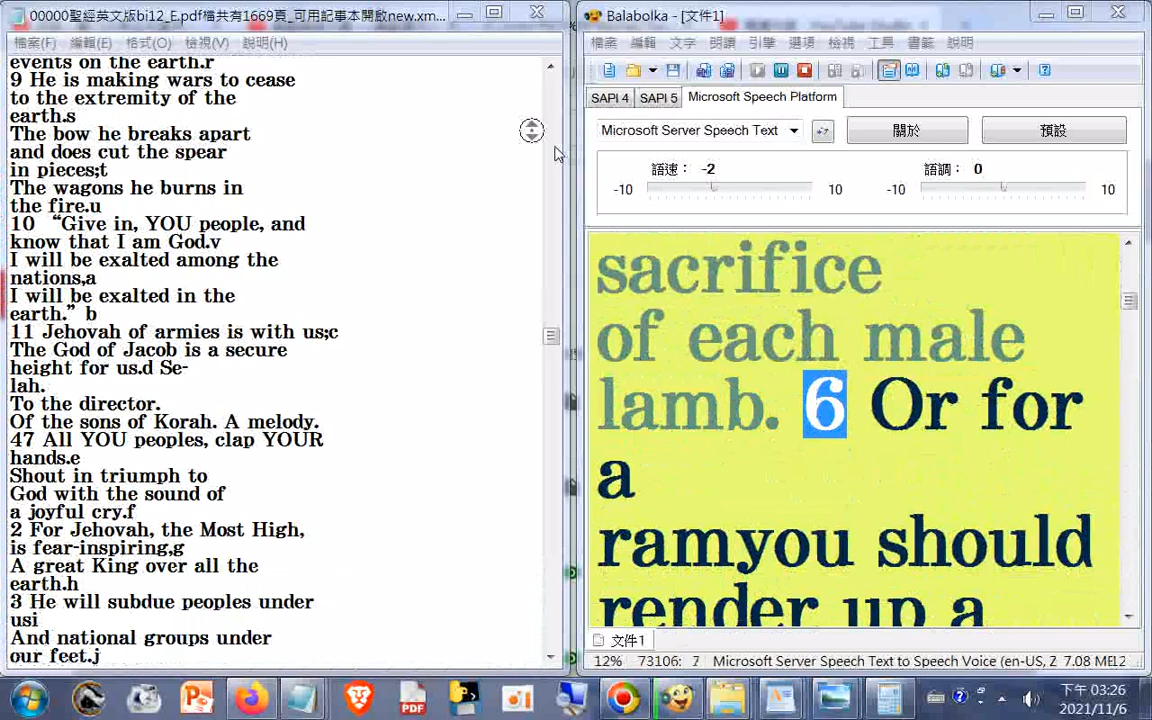 00000聖經英文版bi12_E.pdf檔共有1669頁_可用記事本開啟new.xm...
檔案(F) 編輯(E) 格式(O) 檢視(V) 說明(H)
events on the earth.r
9 He is making wars to cease
to the extremity of the
earth.s
The bow he breaks apart
and does cut the spear
in pieces;t
The wagons he burns in
the fire.u
10 “Give in, YOU people, and
know that I am God.v
I will be exalted among the
nations,a
I will be exalted in the
earth.” b
11 Jehovah of armies is with us;c
The God of Jacob is a secure
height for us.d Se-
lah.
To the director.
Of the sons of Korah. A melody.
47 All YOU peoples, clap YOUR
hands.e
Shout in triumph to
God with the sound of
a joyful cry.f
2 For Jehovah, the Most High,
is fear-inspiring,g
A great King over all the
earth.h
3 He will subdue peoples under
usi
And national groups under
our feet.j
Balabolka - [文件1]
檔案 編輯 文字 朗讀 引擎 選項 檢視 工具 書籤 說明
SAPI 4 SAPI 5 Microsoft Speech Platform
Microsoft Server Speech Text 關於 預設
語速: -2 語調: 0
-10 10 -10 10
sacrifice
of each male
lamb. 6 Or for
a
ramyou should
render up a
文件1
12% 73106: 7 Microsoft Server Speech Text to Speech Voice (en-US, Z 7.08 ME12
PDF
下午 03:26
2021/11/6